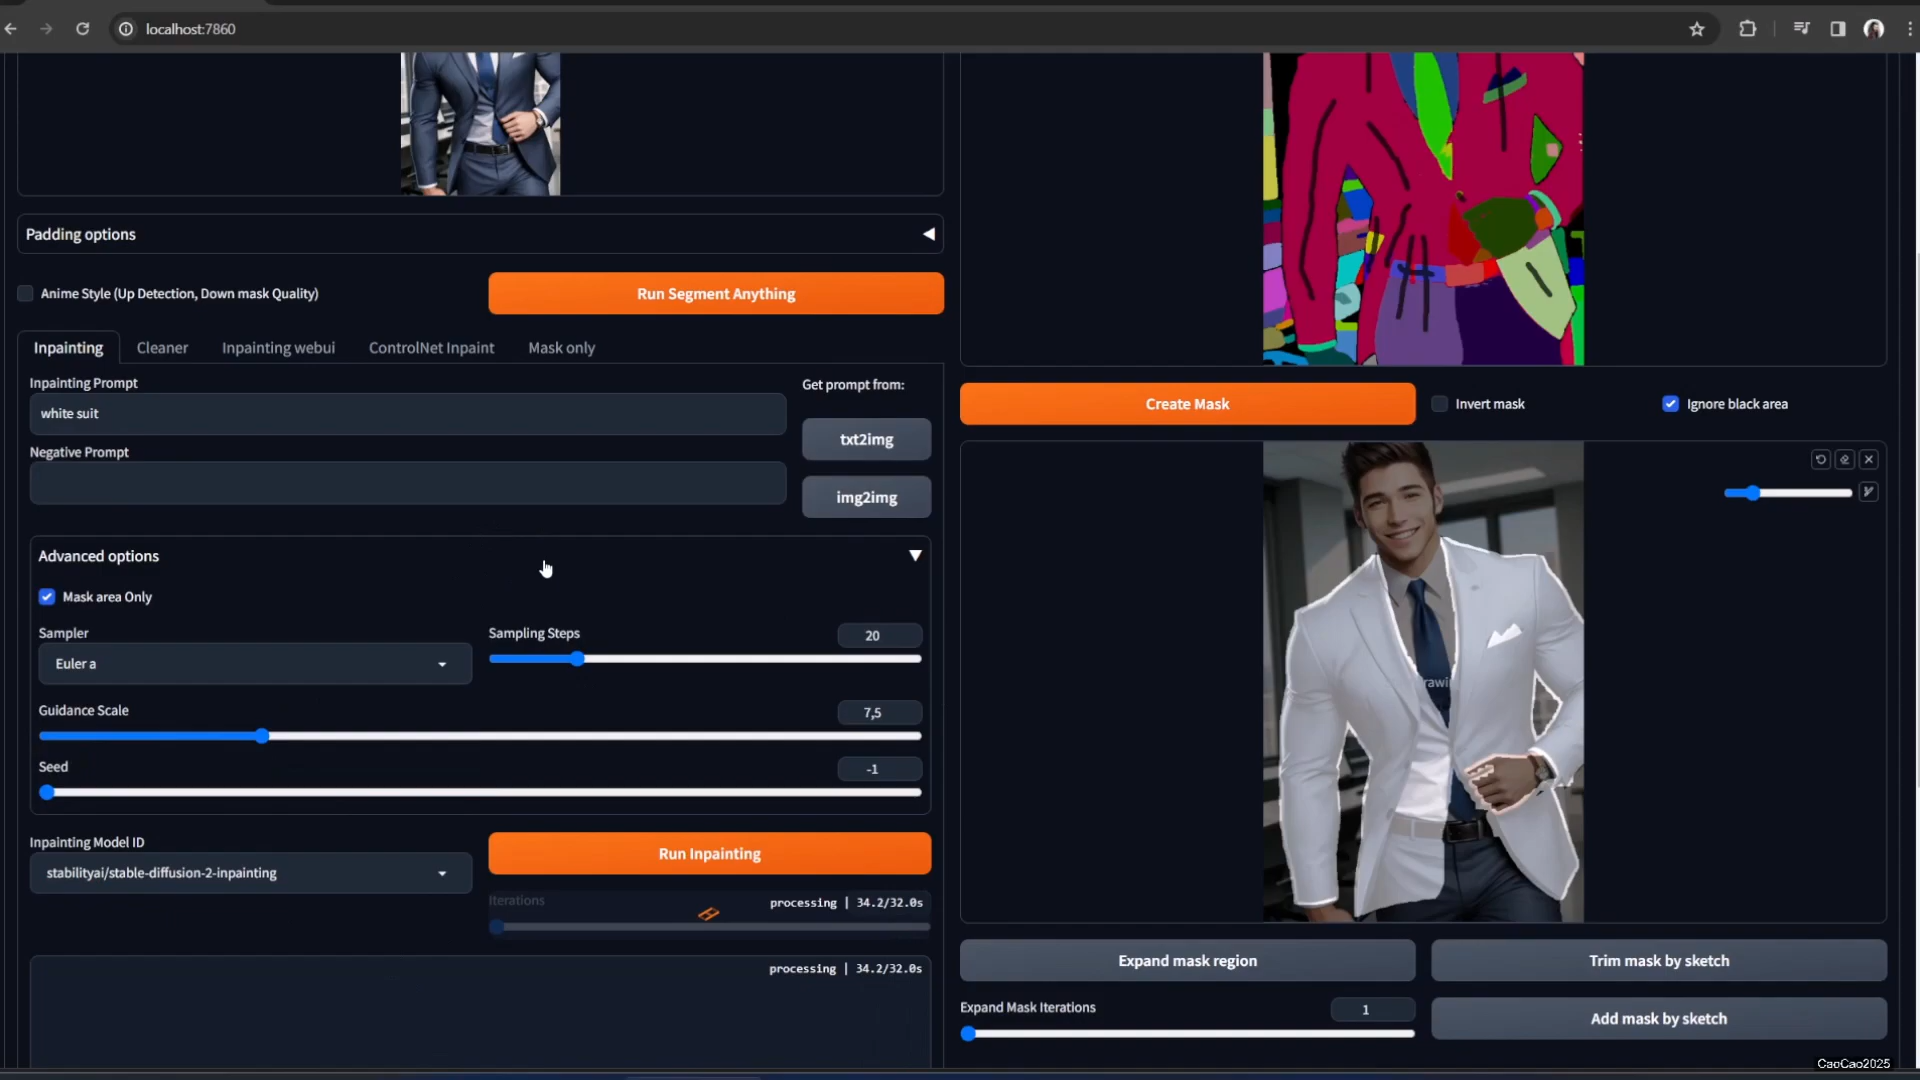 localhost:7860
Padding options
Anime Style (Up Detection, Down mask Quality)
Run Segment Anything
Inpainting
Cleaner
Inpainting webui
ControlNet Inpaint
Mask only
Inpainting Prompt
white suit
Get prompt from:
txt2img
Negative Prompt
img2img
Advanced options
Mask area Only
Sampler
Euler a
Sampling Steps
20
Guidance Scale
7,5
Seed
-1
Inpainting Model ID
stabilityai/stable-diffusion-2-inpainting
Run Inpainting
Iterations
processing | 34.2/32.0s
processing | 34.2/32.0s
Create Mask
Invert mask
Ignore black area
Expand mask region
Trim mask by sketch
Expand Mask Iterations
1
Add mask by sketch
CaoCao2025